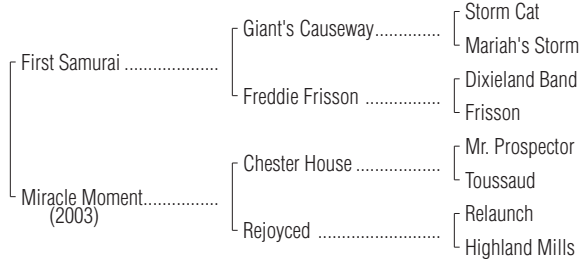 Storm Cat
Giant's Causeway..............
Mariah's Storm
First Samurai ....................
Dixieland Band
Freddie Frisson ................
Frisson
Mr. Prospector
Chester House ..................
Toussaud
Miracle Moment................
(2003)
Relaunch
Rejoyced ..........................
Highland Mills